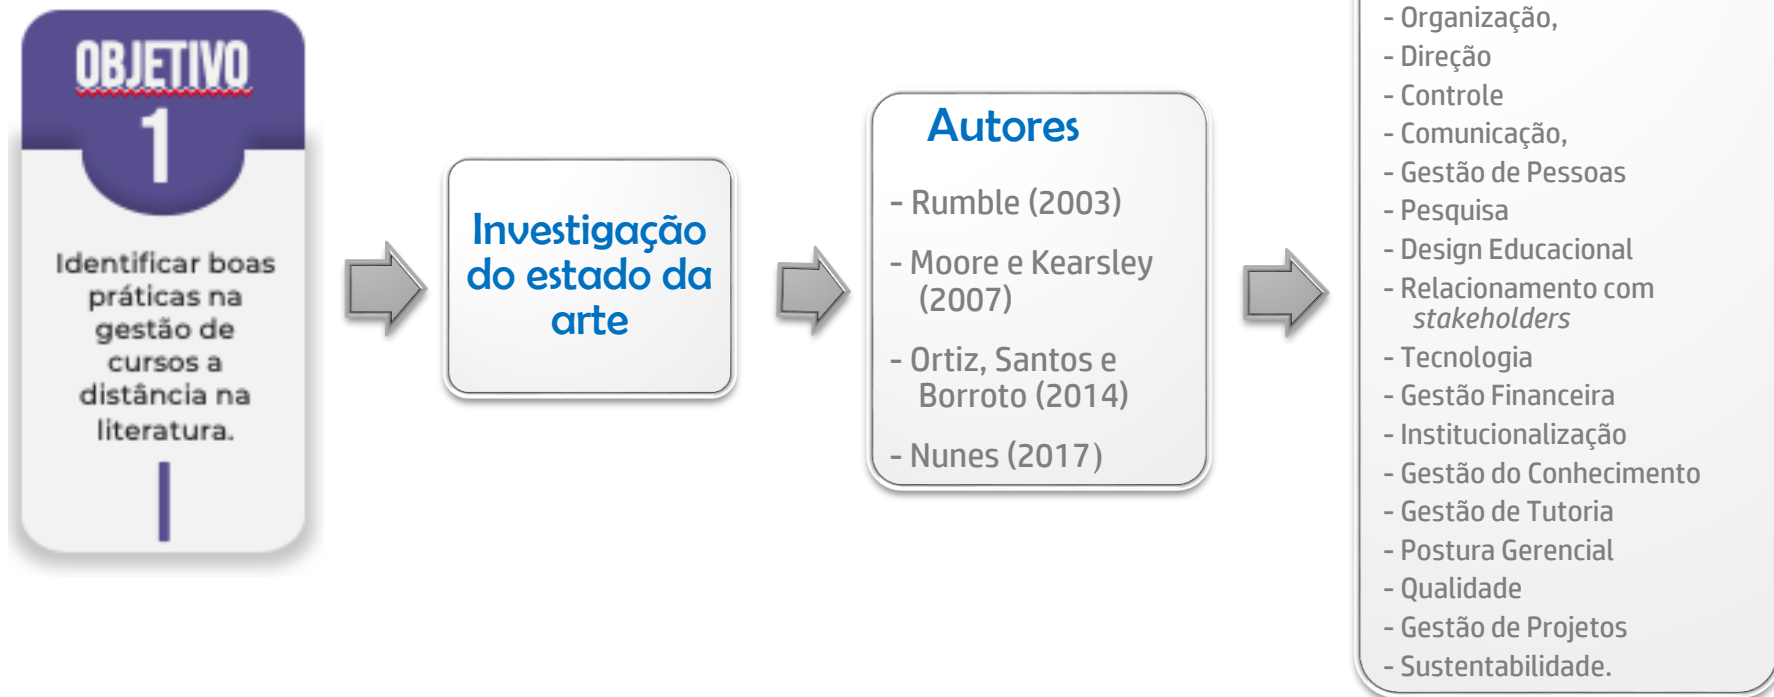 OBJETIVO
1
Identificar boas
práticas na
gestão de
cursos a
distância na
literatura.
Investigação
do estado da
arte
Autores
- Rumble (2003)
- Moore e Kearsley
(2007)
- Ortiz, Santos e
Borroto (2014)
- Nunes (2017)
- Organização,
- Direção
- Controle
- Comunicação,
- Gestão de Pessoas
- Pesquisa
- Design Educacional
- Relacionamento com
stakeholders
- Tecnologia
- Gestão Financeira
- Institucionalização
- Gestão do Conhecimento
- Gestão de Tutoria
- Postura Gerencial
- Qualidade
- Gestão de Projetos
- Sustentabilidade.